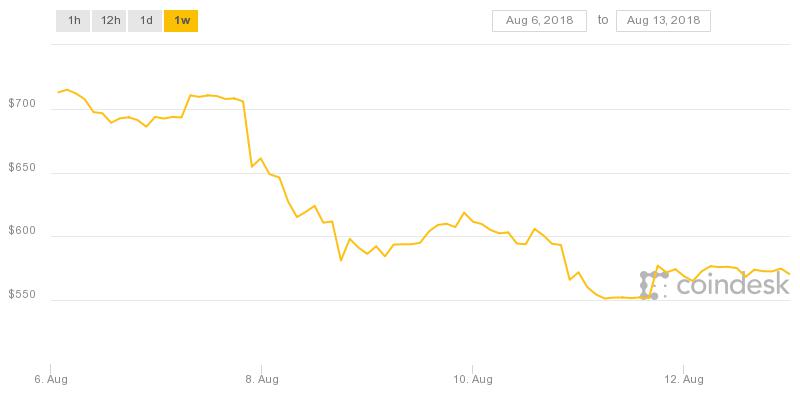 1h 12h 1d 1w Aug 6, 2018 to Aug 13, 2018
$700
$650
$600
$550
coindesk
6. Aug 8. Aug 10. Aug 12. Aug